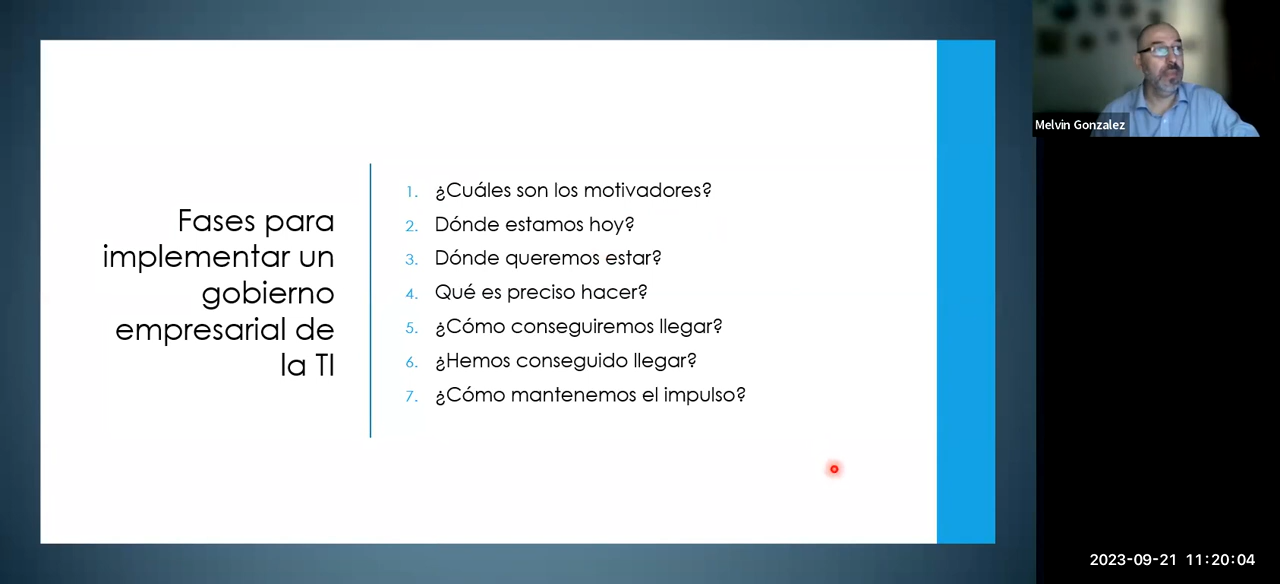 Fases para
implementar un
gobierno
empresarial de
la TI
1. ¿Cuáles son los motivadores?
2. Dónde estamos hoy?
3. Dónde queremos estar?
4. Qué es preciso hacer?
5. ¿Cómo conseguiremos llegar?
6. ¿Hemos conseguido llegar?
7. ¿Cómo mantenemos el impulso?
Melvin Gonzalez
2023-09-21 11:20:04